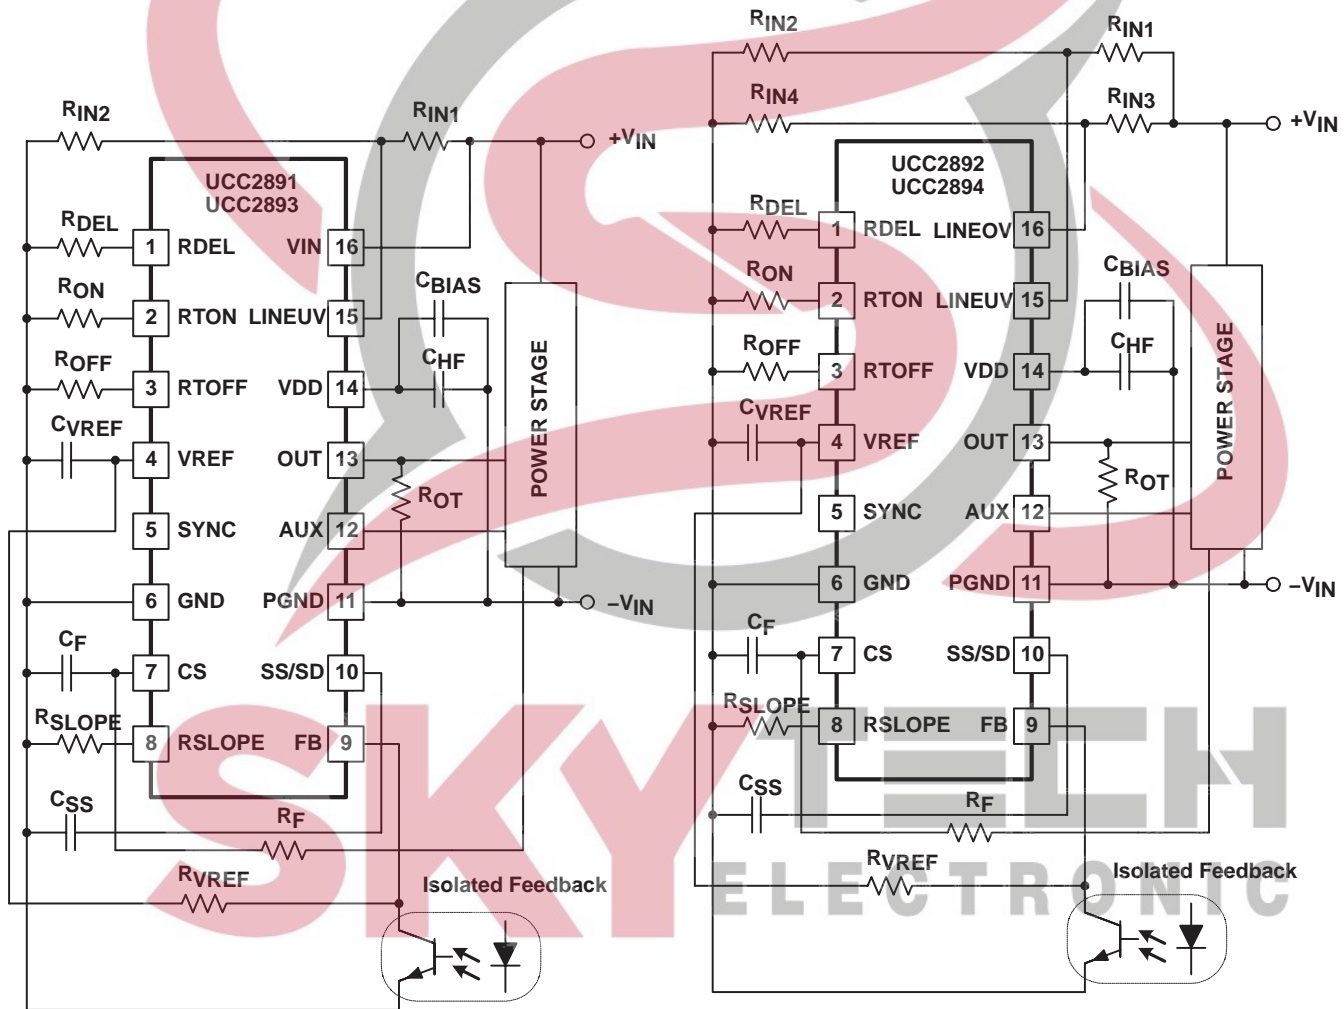 RIN2
RIN1
+VIN
UCC2891
UCC2893
RDEL
1 RDEL VIN 16
RON
2 RTON LINEUV 15
CBIAS
ROFF
3 RTOFF VDD 14
CHF
CVREF
4 VREF OUT 13
ROT
5 SYNC AUX 12
POWER STAGE
6 GND PGND 11
−VIN
CF
7 CS SS/SD 10
RSLOPE
8 RSLOPE FB 9
CSS
RF
RVREF
Isolated Feedback
RIN2
RIN1
RIN4
RIN3
+VIN
UCC2892
UCC2894
RDEL
1 RDEL LINEOV 16
RON
2 RTON LINEUV 15
CBIAS
ROFF
3 RTOFF VDD 14
CHF
CVREF
4 VREF OUT 13
ROT
5 SYNC AUX 12
POWER STAGE
6 GND PGND 11
−VIN
CF
7 CS SS/SD 10
RSLOPE
8 RSLOPE FB 9
CSS
RF
RVREF
Isolated Feedback
SKYTECH
ELECTRONIC